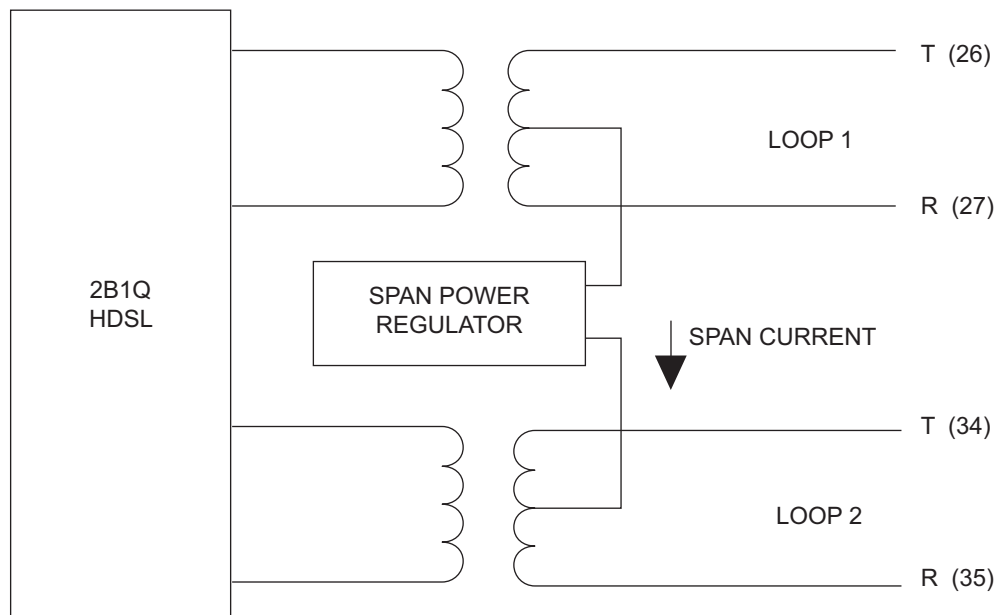 T (26)
LOOP 1
R (27)
2B1Q
HDSL
SPAN POWER
REGULATOR
SPAN CURRENT
T (34)
LOOP 2
R (35)